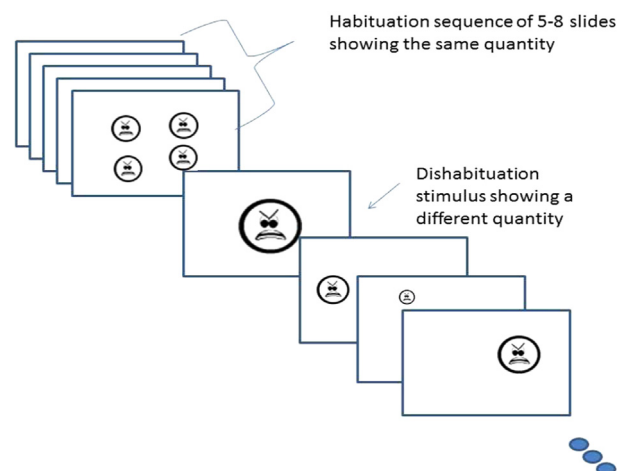 Habituation sequence of 5-8 slides
showing the same quantity
Dishabituation
stimulus showing a
different quantity